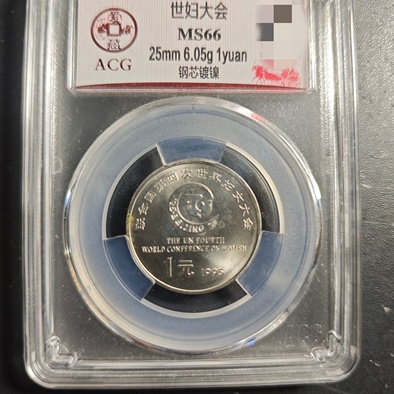 世妇大会
MS66
ACG
25mm 6.05g 1yuan
钢芯镀镍
联合国第四次世界妇女大会
BEIJING
THE UN FOURTH
WORLD CONFERENCE ON WOMEN
1元 1995